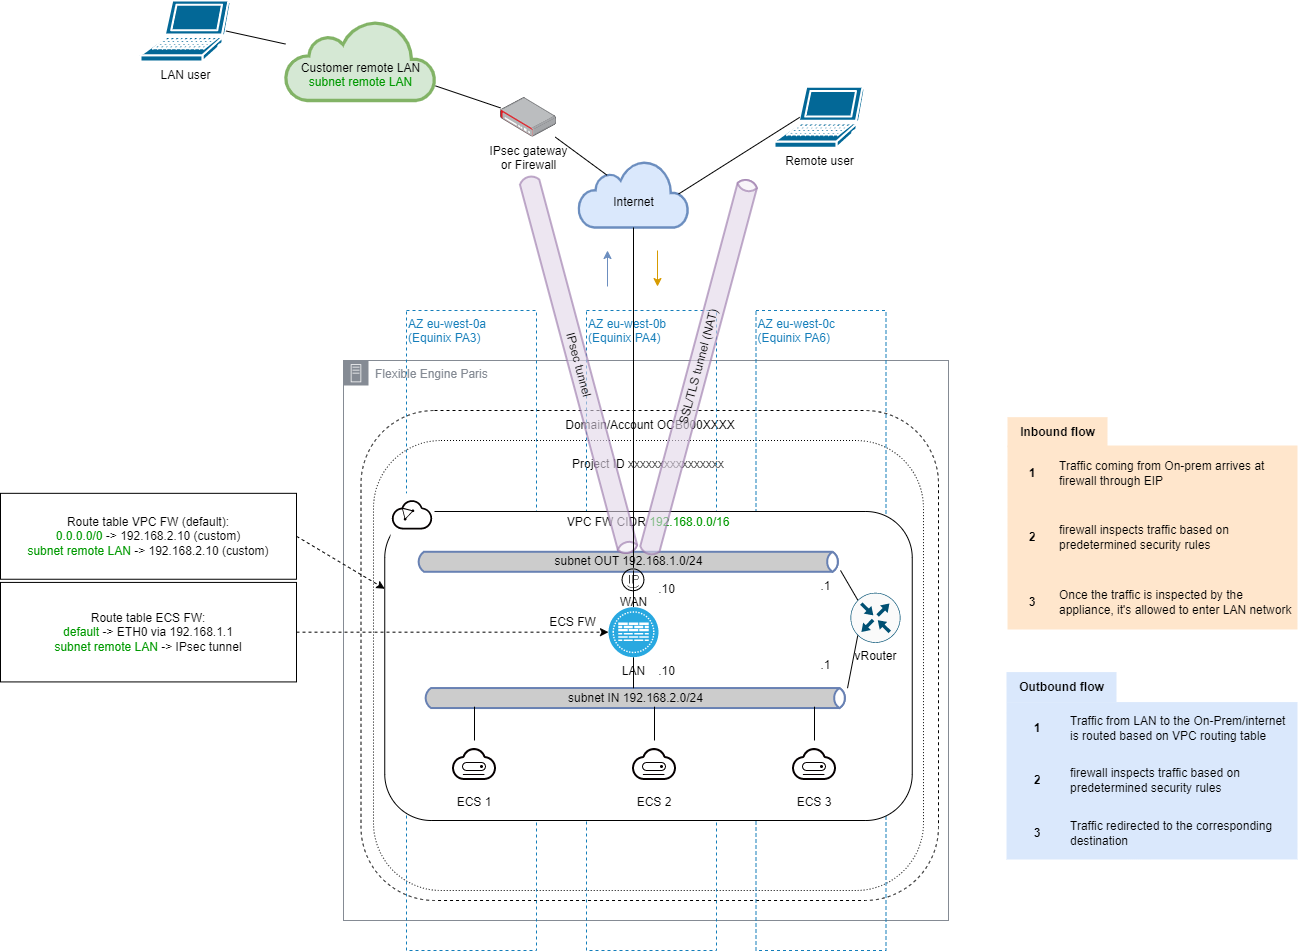 LAN user
Customer remote LAN
subnet remote LAN
IPsec gateway
or Firewall
Remote user
Internet
AZ eu-west-0a
(Equinix PA3)
AZ eu-west-0b
(Equinix PA4)
AZ eu-west-0c
(Equinix PA6)
IPsec tunnel
SSL/TLS tunnel (NAT)
Flexible Engine Paris
Domain/Account OCB000XXXX
Project ID xxxxxxxxxxxxxxxx
VPC FW CIDR 192.168.0.0/16
subnet OUT 192.168.1.0/24
IP
.10
.1
WAN
ECS FW
vRouter
LAN
.10
.1
subnet IN 192.168.2.0/24
ECS 1
ECS 2
ECS 3
Route table VPC FW (default):
0.0.0.0/0 -> 192.168.2.10 (custom)
subnet remote LAN -> 192.168.2.10 (custom)
Route table ECS FW:
default -> ETH0 via 192.168.1.1
subnet remote LAN -> IPsec tunnel
Inbound flow
1 Traffic coming from On-prem arrives at
firewall through EIP
2 firewall inspects traffic based on
predetermined security rules
3 Once the traffic is inspected by the
appliance, it's allowed to enter LAN network
Outbound flow
1 Traffic from LAN to the On-Prem/internet
is routed based on VPC routing table
2 firewall inspects traffic based on
predetermined security rules
3 Traffic redirected to the corresponding
destination